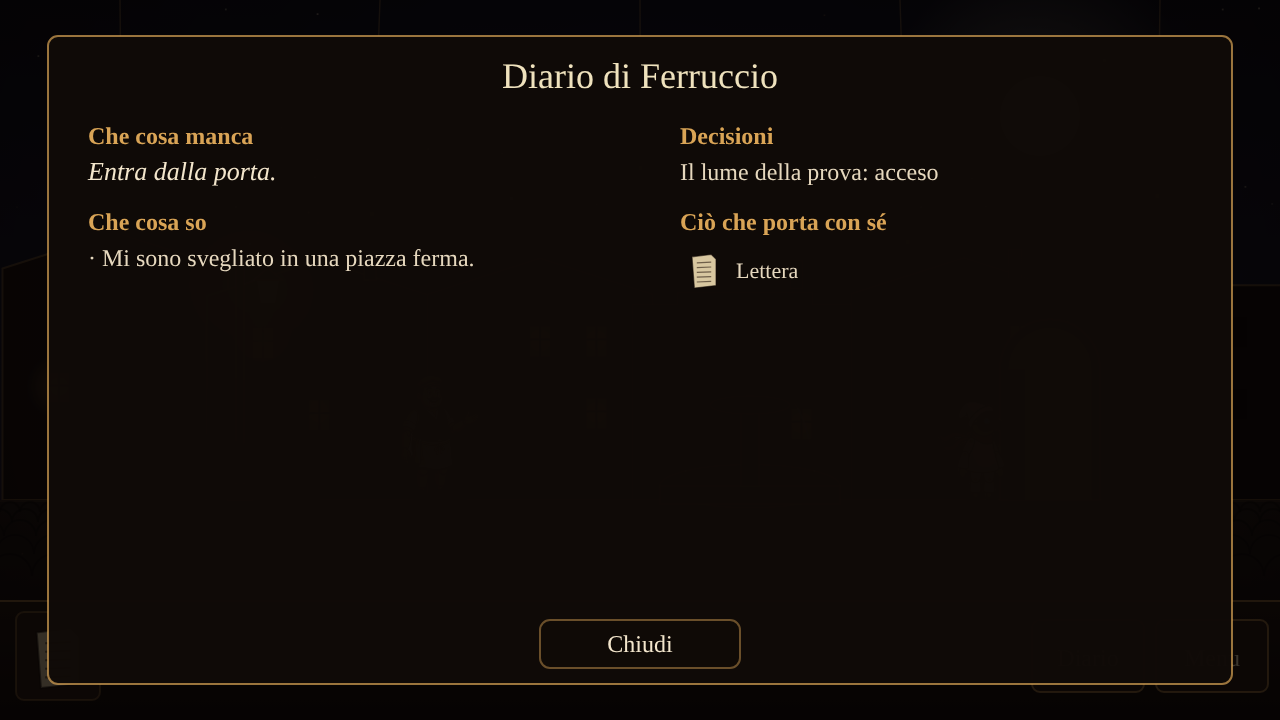 Diario di Ferruccio
Che cosa manca
Entra dalla porta.
Che cosa so
· Mi sono svegliato in una piazza ferma.
Decisioni
Il lume della prova: acceso
Ciò che porta con sé
Lettera
Chiudi